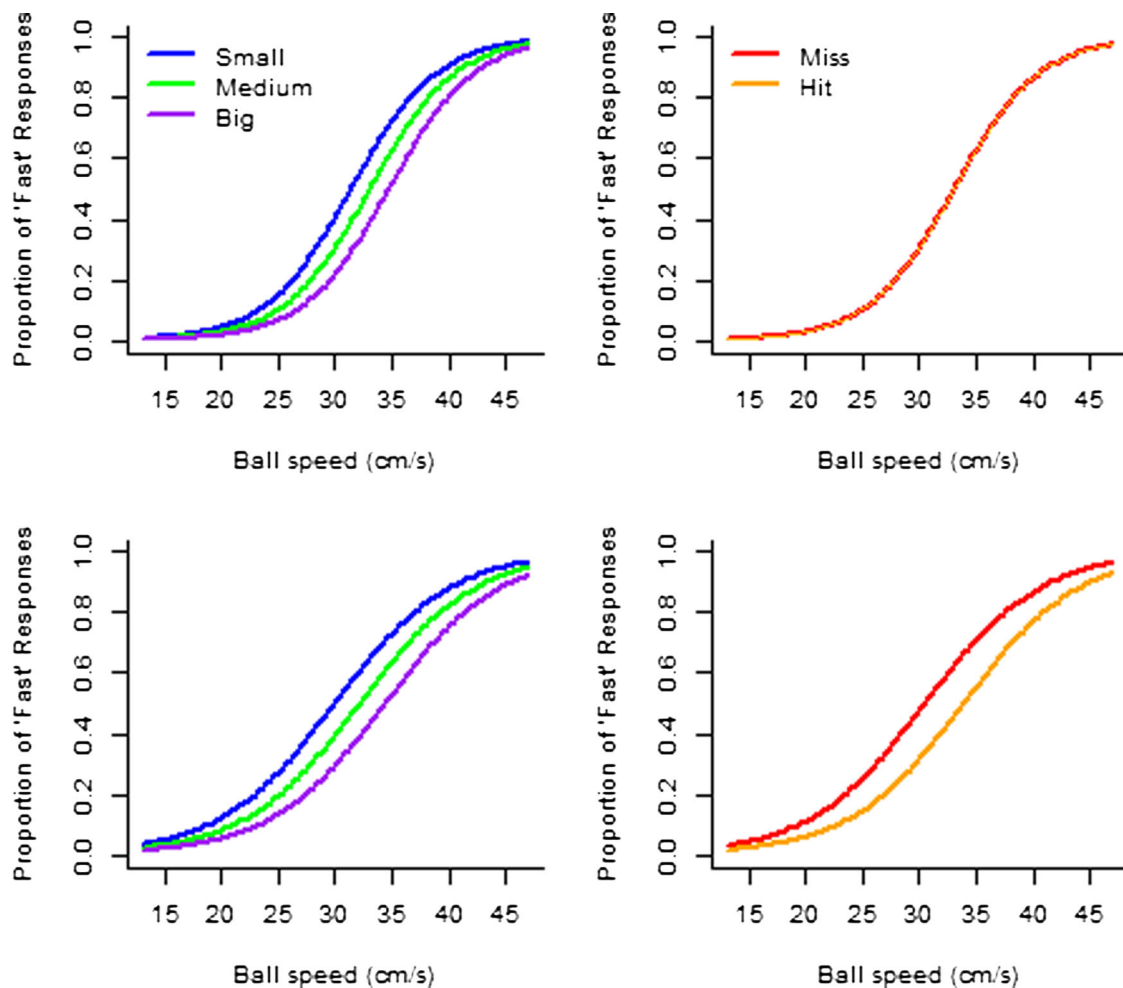 Proportion of 'Fast' Responses
0.0 0.2 0.4 0.6 0.8 1.0
Small
Medium
Big
15 20 25 30 35 40 45
Ball speed (cm/s)
Proportion of 'Fast' Responses
0.0 0.2 0.4 0.6 0.8 1.0
Miss
Hit
15 20 25 30 35 40 45
Ball speed (cm/s)
Proportion of 'Fast' Responses
0.0 0.2 0.4 0.6 0.8 1.0
15 20 25 30 35 40 45
Ball speed (cm/s)
Proportion of 'Fast' Responses
0.0 0.2 0.4 0.6 0.8 1.0
15 20 25 30 35 40 45
Ball speed (cm/s)